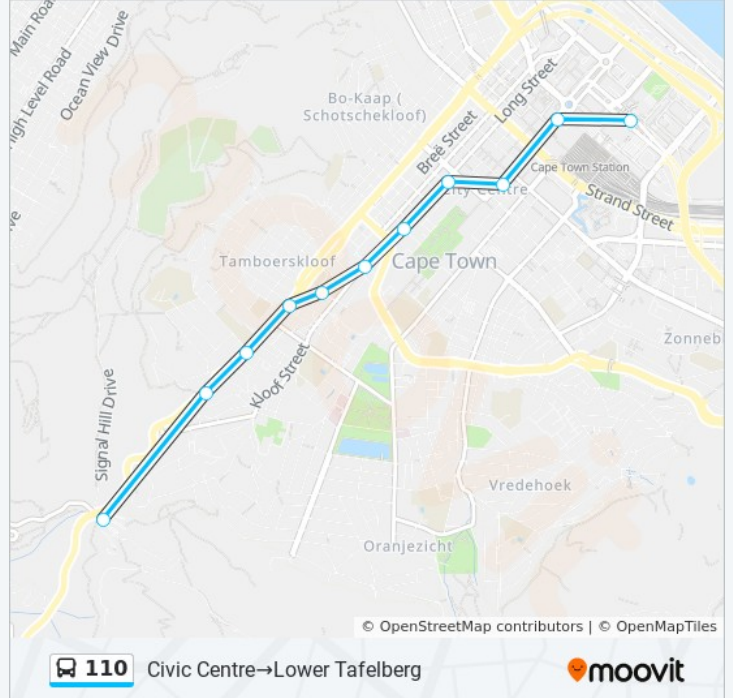 Main Road
High Level Road
Ocean View Drive
Bo-Kaap (
Schotschekloof)
Long Street
Breë Street
Cape Town Station
City Centre
Strand Street
Tamboerskloof
Cape Town
Kloof Street
Signal Hill Drive
Vredehoek
Oranjezicht
© OpenStreetMap contributors | © OpenMapTiles
110 Civic Centre→Lower Tafelberg
moovit